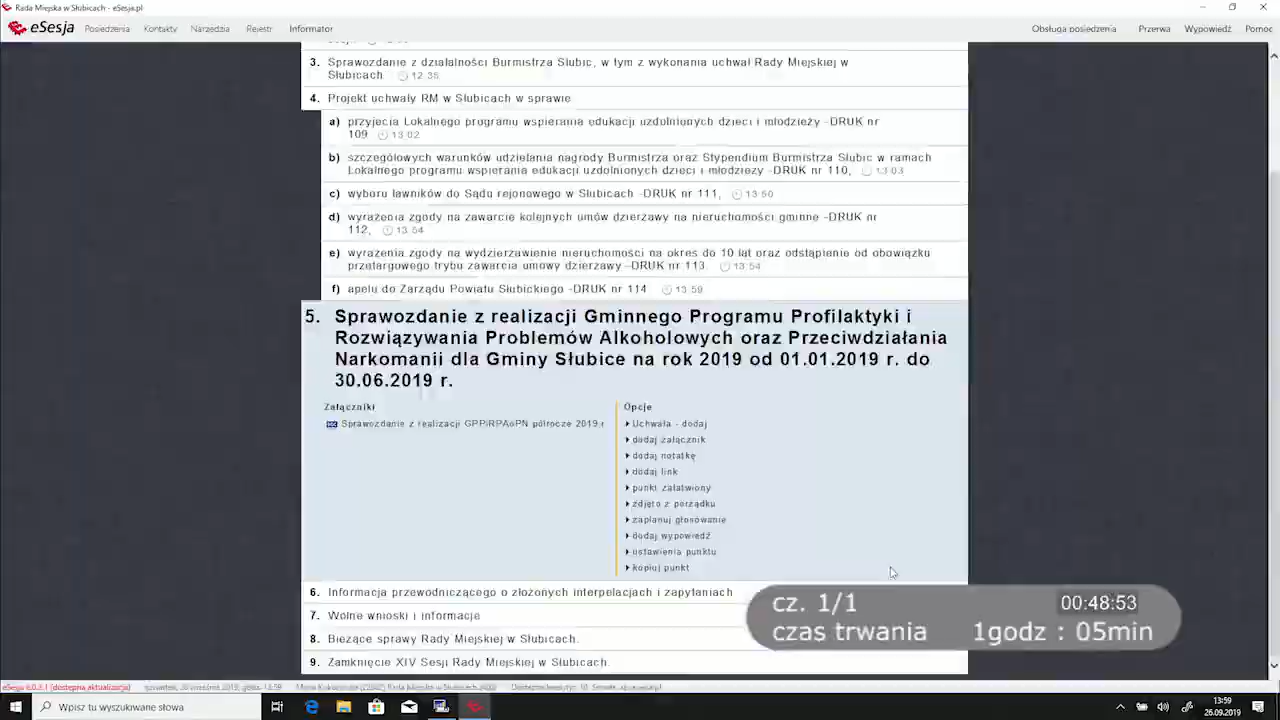 Rada Miejska w Słubicach - eSesja.pl
eSesja Posiedzenia Kontakty Narzędzia Rejestr Informator Obsługa posiedzenia Przerwa Wypowiedź Pomoc
3. Sprawozdanie z działalności Burmistrza Słubic, w tym z wykonania uchwał Rady Miejskiej w
Słubicach 12:35
4. Projekt uchwały RM w Słubicach w sprawie
a) przyjęcia Lokalnego programu wspierania edukacji uzdolnionych dzieci i młodzieży -DRUK nr
109 13:02
b) szczegółowych warunków udzielania nagrody Burmistrza oraz Stypendium Burmistrza Słubic w ramach
Lokalnego programu wspierania edukacji uzdolnionych dzieci i młodzieży -DRUK nr 110, 13:03
c) wyboru ławników do Sądu rejonowego w Słubicach -DRUK nr 111, 13:50
d) wyrażenia zgody na zawarcie kolejnych umów dzierżawy na nieruchomości gminne -DRUK nr
112, 13:54
e) wyrażenia zgody na wydzierżawienie nieruchomości na okres do 10 lat oraz odstąpienie od obowiązku
przetargowego trybu zawarcia umowy dzierżawy -DRUK nr 113. 13:54
f) apelu do Zarządu Powiatu Słubickiego -DRUK nr 114 13:59
5. Sprawozdanie z realizacji Gminnego Programu Profilaktyki i
Rozwiązywania Problemów Alkoholowych oraz Przeciwdziałania
Narkomanii dla Gminy Słubice na rok 2019 od 01.01.2019 r. do
30.06.2019 r.
Załączniki
Sprawozdanie z realizacji GPPiRPAoPN półrocze 2019.r
Opcje
Uchwała - dodaj
dodaj załącznik
dodaj notatkę
dodaj link
punkt załatwiony
zdjęto z porządku
zaplanuj głosowanie
dodaj wypowiedź
ustawienia punktu
kopiuj punkt
6. Informacja przewodniczącego o złożonych interpelacjach i zapytaniach
7. Wolne wnioski i informacje
8. Bieżące sprawy Rady Miejskiej w Słubicach.
9. Zamknięcie XIV Sesji Rady Miejskiej w Słubicach.
cz. 1/1 00:48:53
czas trwania 1godz : 05min
(dostępna aktualizacja)
Wpisz tu wyszukiwane słowa
13:59
26.09.2019